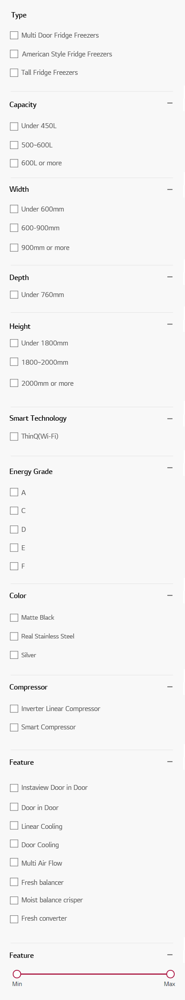 Type
Multi Door Fridge Freezers
American Style Fridge Freezers
Tall Fridge Freezers
Capacity
Under 450L
500~600L
600L or more
Width
Under 600mm
600-900mm
900mm or more
Depth
Under 760mm
Height
Under 1800mm
1800~2000mm
2000mm or more
Smart Technology
ThinQ(Wi-Fi)
Energy Grade
A
C
D
E
F
Color
Matte Black
Real Stainless Steel
Silver
Compressor
Inverter Linear Compressor
Smart Compressor
Feature
Instaview Door in Door
Door in Door
Linear Cooling
Door Cooling
Multi Air Flow
Fresh balancer
Moist balance crisper
Fresh converter
Feature
Min Max